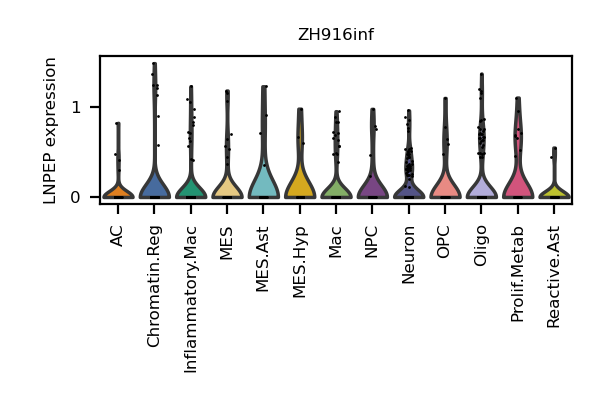 ZH916inf
LNPEP expression
1
0
AC
Chromatin.Reg
Inflammatory.Mac
MES
MES.Ast
MES.Hyp
Mac
NPC
Neuron
OPC
Oligo
Prolif.Metab
Reactive.Ast